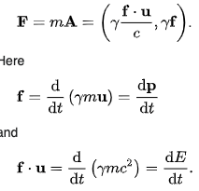 F = mA = (γ f · u / c , γf).
Here
f = d/dt (γmu) = dp/dt
and
f · u = d/dt (γmc²) = dE/dt.